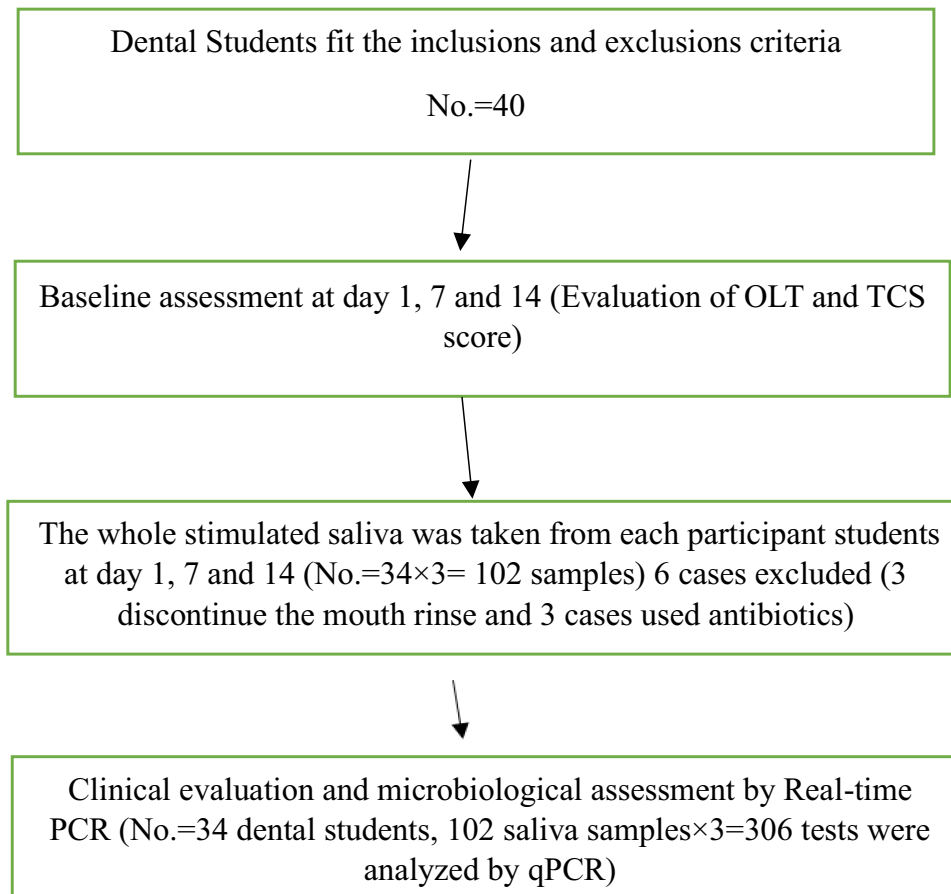 Dental Students fit the inclusions and exclusions criteria
No.=40
Baseline assessment at day 1, 7 and 14 (Evaluation of OLT and TCS
score)
The whole stimulated saliva was taken from each participant students
at day 1, 7 and 14 (No.=34×3= 102 samples) 6 cases excluded (3
discontinue the mouth rinse and 3 cases used antibiotics)
Clinical evaluation and microbiological assessment by Real-time
PCR (No.=34 dental students, 102 saliva samples×3=306 tests were
analyzed by qPCR)